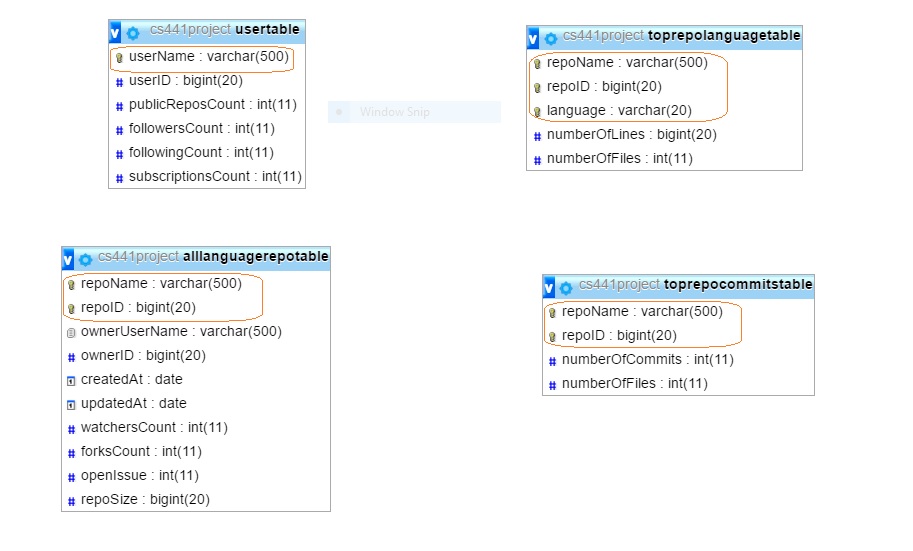 cs441project usertable
userName : varchar(500)
userID : bigint(20)
publicReposCount : int(11)
followersCount : int(11)
followingCount : int(11)
subscriptionsCount : int(11)
Window Snip
cs441project toprepolanguagetable
repoName : varchar(500)
repoID : bigint(20)
language : varchar(20)
numberOfLines : bigint(20)
numberOfFiles : int(11)
cs441project alllanguagerepotable
repoName : varchar(500)
repoID : bigint(20)
ownerUserName : varchar(500)
ownerID : bigint(20)
createdAt : date
updatedAt : date
watchersCount : int(11)
forksCount : int(11)
openIssue : int(11)
repoSize : bigint(20)
cs441project toprepocommitstable
repoName : varchar(500)
repoID : bigint(20)
numberOfCommits : int(11)
numberOfFiles : int(11)